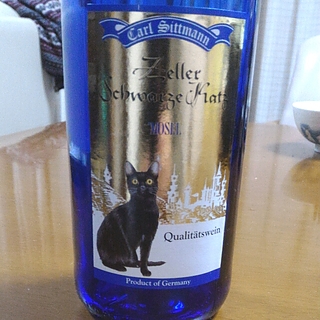 Carl Sittmann
Zeller
Schwarze Katz
MOSEL
Qualitätswein
Product of Germany